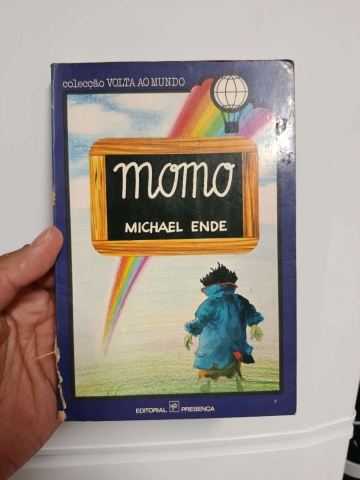 colecção VOLTA AO MUNDO
momo
MICHAEL ENDE
EDITORIAL PRESENÇA